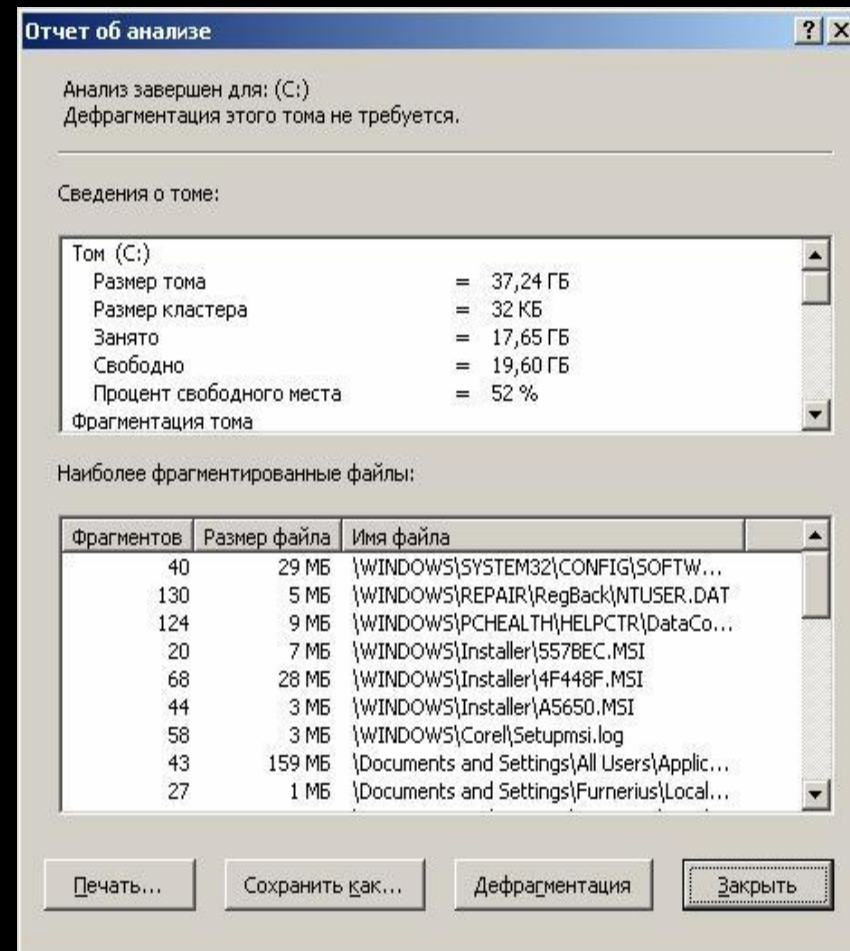 Отчет об анализе
Анализ завершен для: (C:)
Дефрагментация этого тома не требуется.
Сведения о томе:
Том (C:)
Размер тома = 37,24 ГБ
Размер кластера = 32 КБ
Занято = 17,65 ГБ
Свободно = 19,60 ГБ
Процент свободного места = 52 %
Фрагментация тома
Наиболее фрагментированные файлы:
Фрагментов Размер файла Имя файла
40 29 МБ \WINDOWS\SYSTEM32\CONFIG\SOFTW...
130 5 МБ \WINDOWS\REPAIR\RegBack\NTUSER.DAT
124 9 МБ \WINDOWS\PCHEALTH\HELPCTR\DataCo...
20 7 МБ \WINDOWS\Installer\557BEC.MSI
68 28 МБ \WINDOWS\Installer\4F448F.MSI
44 3 МБ \WINDOWS\Installer\A5650.MSI
58 3 МБ \WINDOWS\Corel\Setupmsi.log
43 159 МБ \Documents and Settings\All Users\Applic...
27 1 МБ \Documents and Settings\Furnerius\Local...
Печать... Сохранить как... Дефрагментация Закрыть